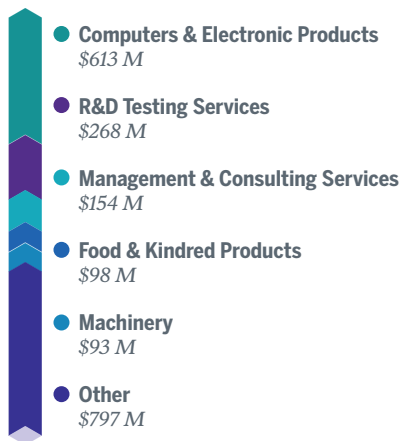 Computers & Electronic Products
$613 M
R&D Testing Services
$268 M
Management & Consulting Services
$154 M
Food & Kindred Products
$98 M
Machinery
$93 M
Other
$797 M